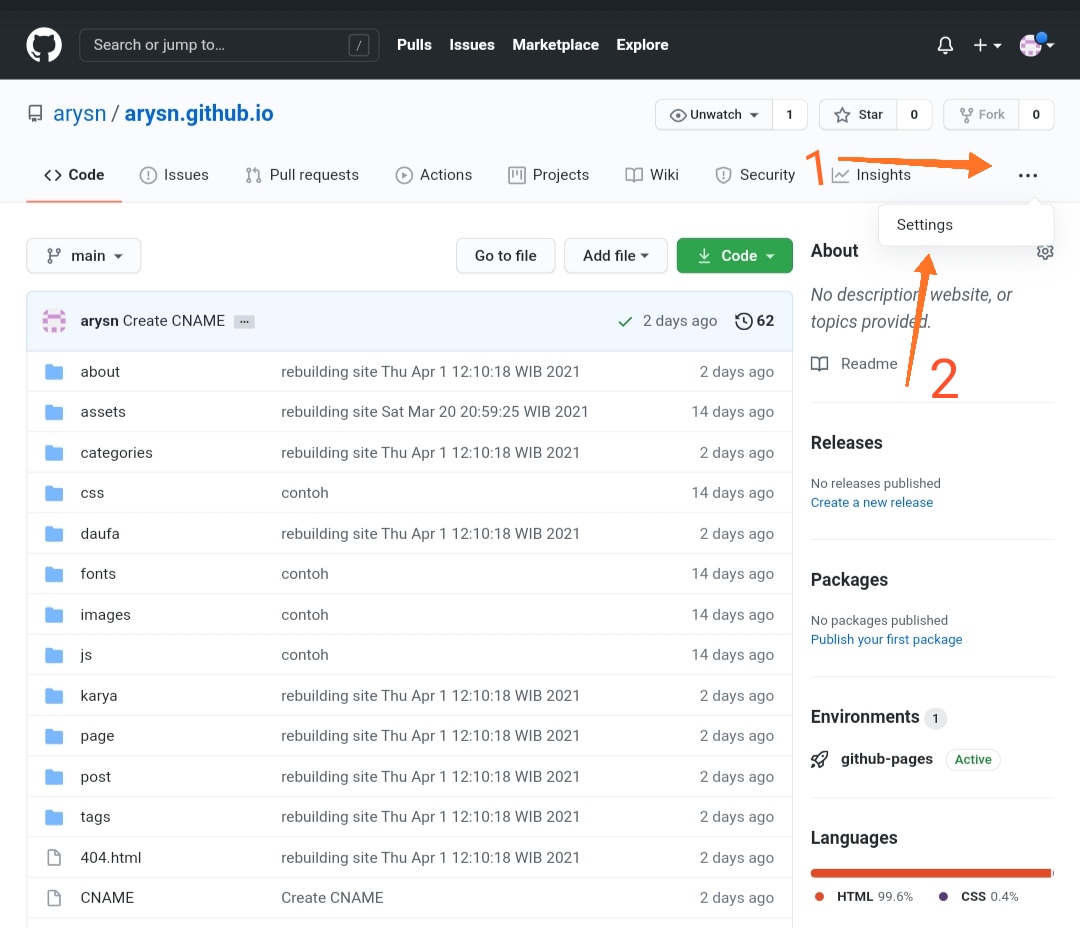 Search or jump to… / Pulls Issues Marketplace Explore
arysn / arysn.github.io Unwatch 1 Star 0 Fork 0
Code Issues Pull requests Actions Projects Wiki Security 1 Insights ...
Settings
main Go to file Add file Code About
No description, website, or
topics provided.
arysn Create CNAME ... 2 days ago 62
Readme
2
about rebuilding site Thu Apr 1 12:10:18 WIB 2021 2 days ago
assets rebuilding site Sat Mar 20 20:59:25 WIB 2021 14 days ago
categories rebuilding site Thu Apr 1 12:10:18 WIB 2021 2 days ago
css contoh 14 days ago
daufa rebuilding site Thu Apr 1 12:10:18 WIB 2021 2 days ago
fonts contoh 14 days ago
images contoh 14 days ago
js contoh 14 days ago
karya rebuilding site Thu Apr 1 12:10:18 WIB 2021 2 days ago
page rebuilding site Thu Apr 1 12:10:18 WIB 2021 2 days ago
post rebuilding site Thu Apr 1 12:10:18 WIB 2021 2 days ago
tags rebuilding site Thu Apr 1 12:10:18 WIB 2021 2 days ago
404.html rebuilding site Thu Apr 1 12:10:18 WIB 2021 2 days ago
CNAME Create CNAME 2 days ago
Releases
No releases published
Create a new release
Packages
No packages published
Publish your first package
Environments 1
github-pages Active
Languages
HTML 99.6% CSS 0.4%